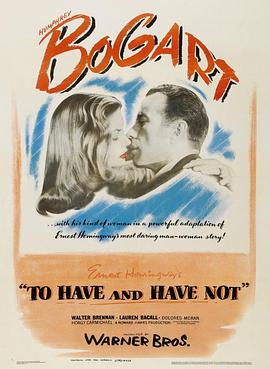 HUMPHREY
BOGART
...with his kind of woman in a powerful adaptation of
Ernest Hemingway's most daring man-woman story!
Ernest Hemingway's
"TO HAVE AND HAVE NOT"
WALTER BRENNAN · LAUREN BACALL · DOLORES MORAN
HOAGY CARMICHAEL · A HOWARD HAWKS PRODUCTION
WARNER BROS.